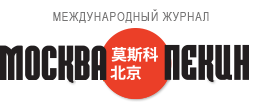 МЕЖДУНАРОДНЫЙ ЖУРНАЛ
МОСКВА 莫斯科 ПЕКИН
北京